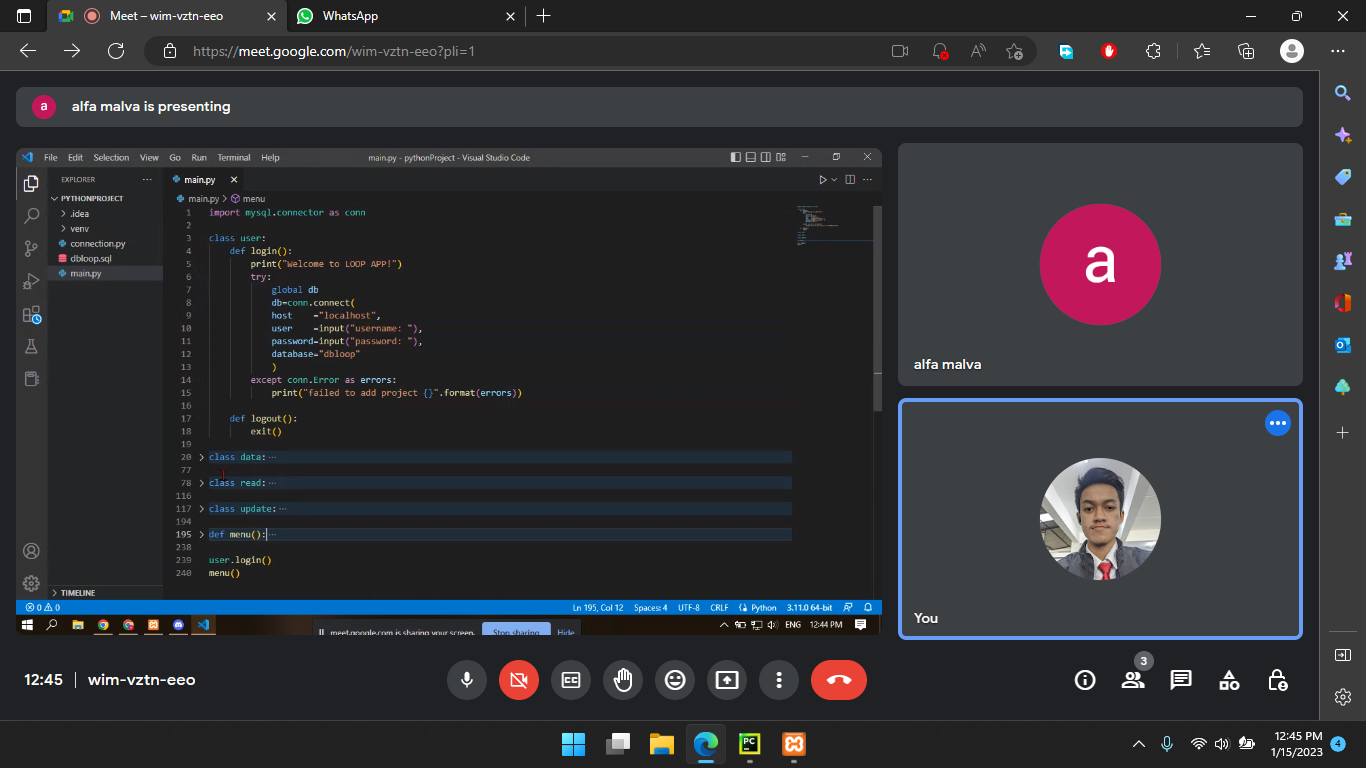 Meet – wim-vztn-eeo
WhatsApp
https://meet.google.com/wim-vztn-eeo?pli=1
a alfa malva is presenting
File Edit Selection View Go Run Terminal Help main.py - pythonProject - Visual Studio Code
EXPLORER
PYTHONPROJECT
.idea
venv
connection.py
dbloop.sql
main.py
TIMELINE
main.py
main.py > menu
1 import mysql.connector as conn
2
3 class user:
4 def login():
5 print("Welcome to LOOP APP!")
6 try:
7 global db
8 db=conn.connect(
9 host ="localhost",
10 user =input("username: "),
11 password=input("password: "),
12 database="dbloop"
13 )
14 except conn.Error as errors:
15 print("failed to add project {}".format(errors))
16
17 def logout():
18 exit()
19
20 class data:···
77
78 class read:···
116
117 class update:···
194
195 def menu():···
238
239 user.login()
240 menu()
0 0 Ln 195, Col 12 Spaces: 4 UTF-8 CRLF Python 3.11.0 64-bit
meet.google.com is sharing your screen. Stop sharing Hide ENG 12:44 PM
a
alfa malva
You
12:45 | wim-vztn-eeo
3
PC
12:45 PM
1/15/2023
4